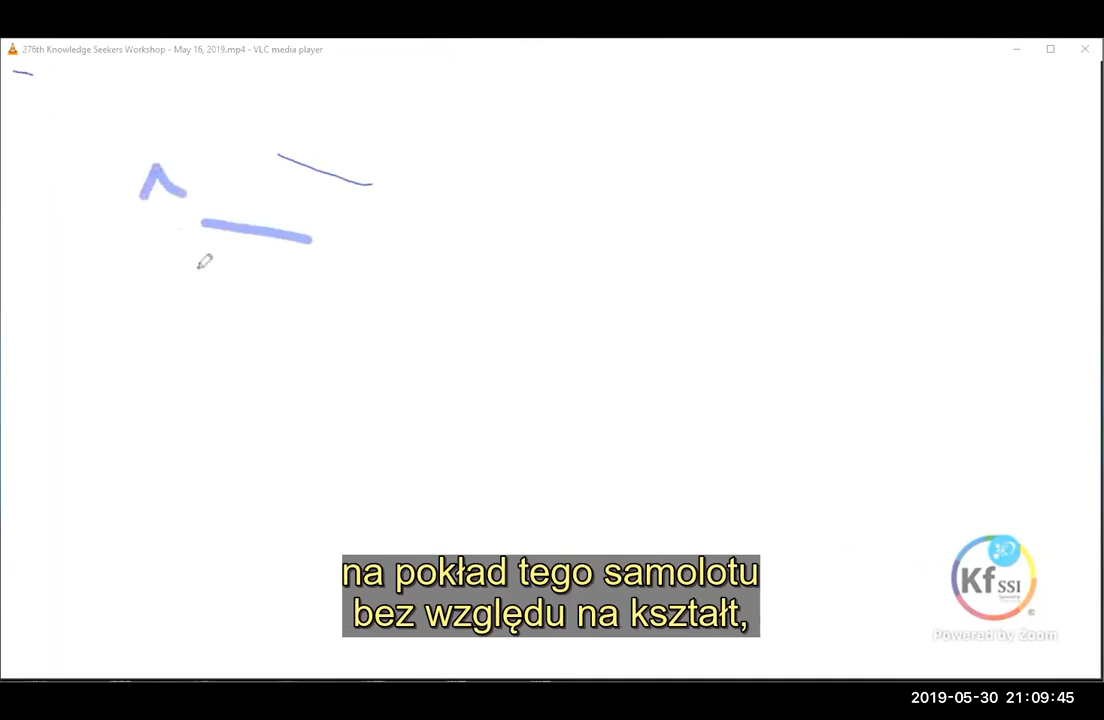 276th Knowledge Seekers Workshop - May 16, 2019.mp4 - VLC media player
na pokład tego samolotu
bez względu na kształt,
Kf SSI
©
Powered by Zoom
2019-05-30 21:09:45